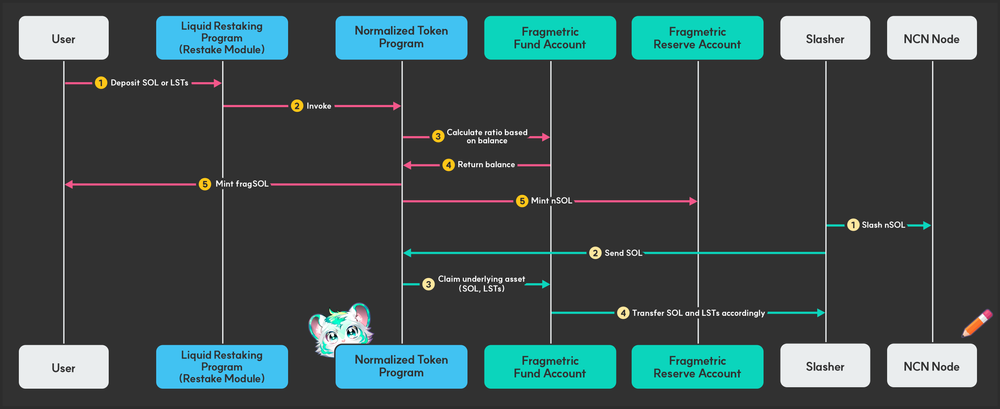 User
Liquid Restaking
Program
(Restake Module)
Normalized Token
Program
Fragmetric
Fund Account
Fragmetric
Reserve Account
Slasher
NCN Node
1 Deposit SOL or LSTs
2 Invoke
3 Calculate ratio based
on balance
4 Return balance
5 Mint fragSOL
5 Mint nSOL
1 Slash nSOL
2 Send SOL
3 Claim underlying asset
(SOL, LSTs)
4 Transfer SOL and LSTs accordingly
User
Liquid Restaking
Program
(Restake Module)
Normalized Token
Program
Fragmetric
Fund Account
Fragmetric
Reserve Account
Slasher
NCN Node